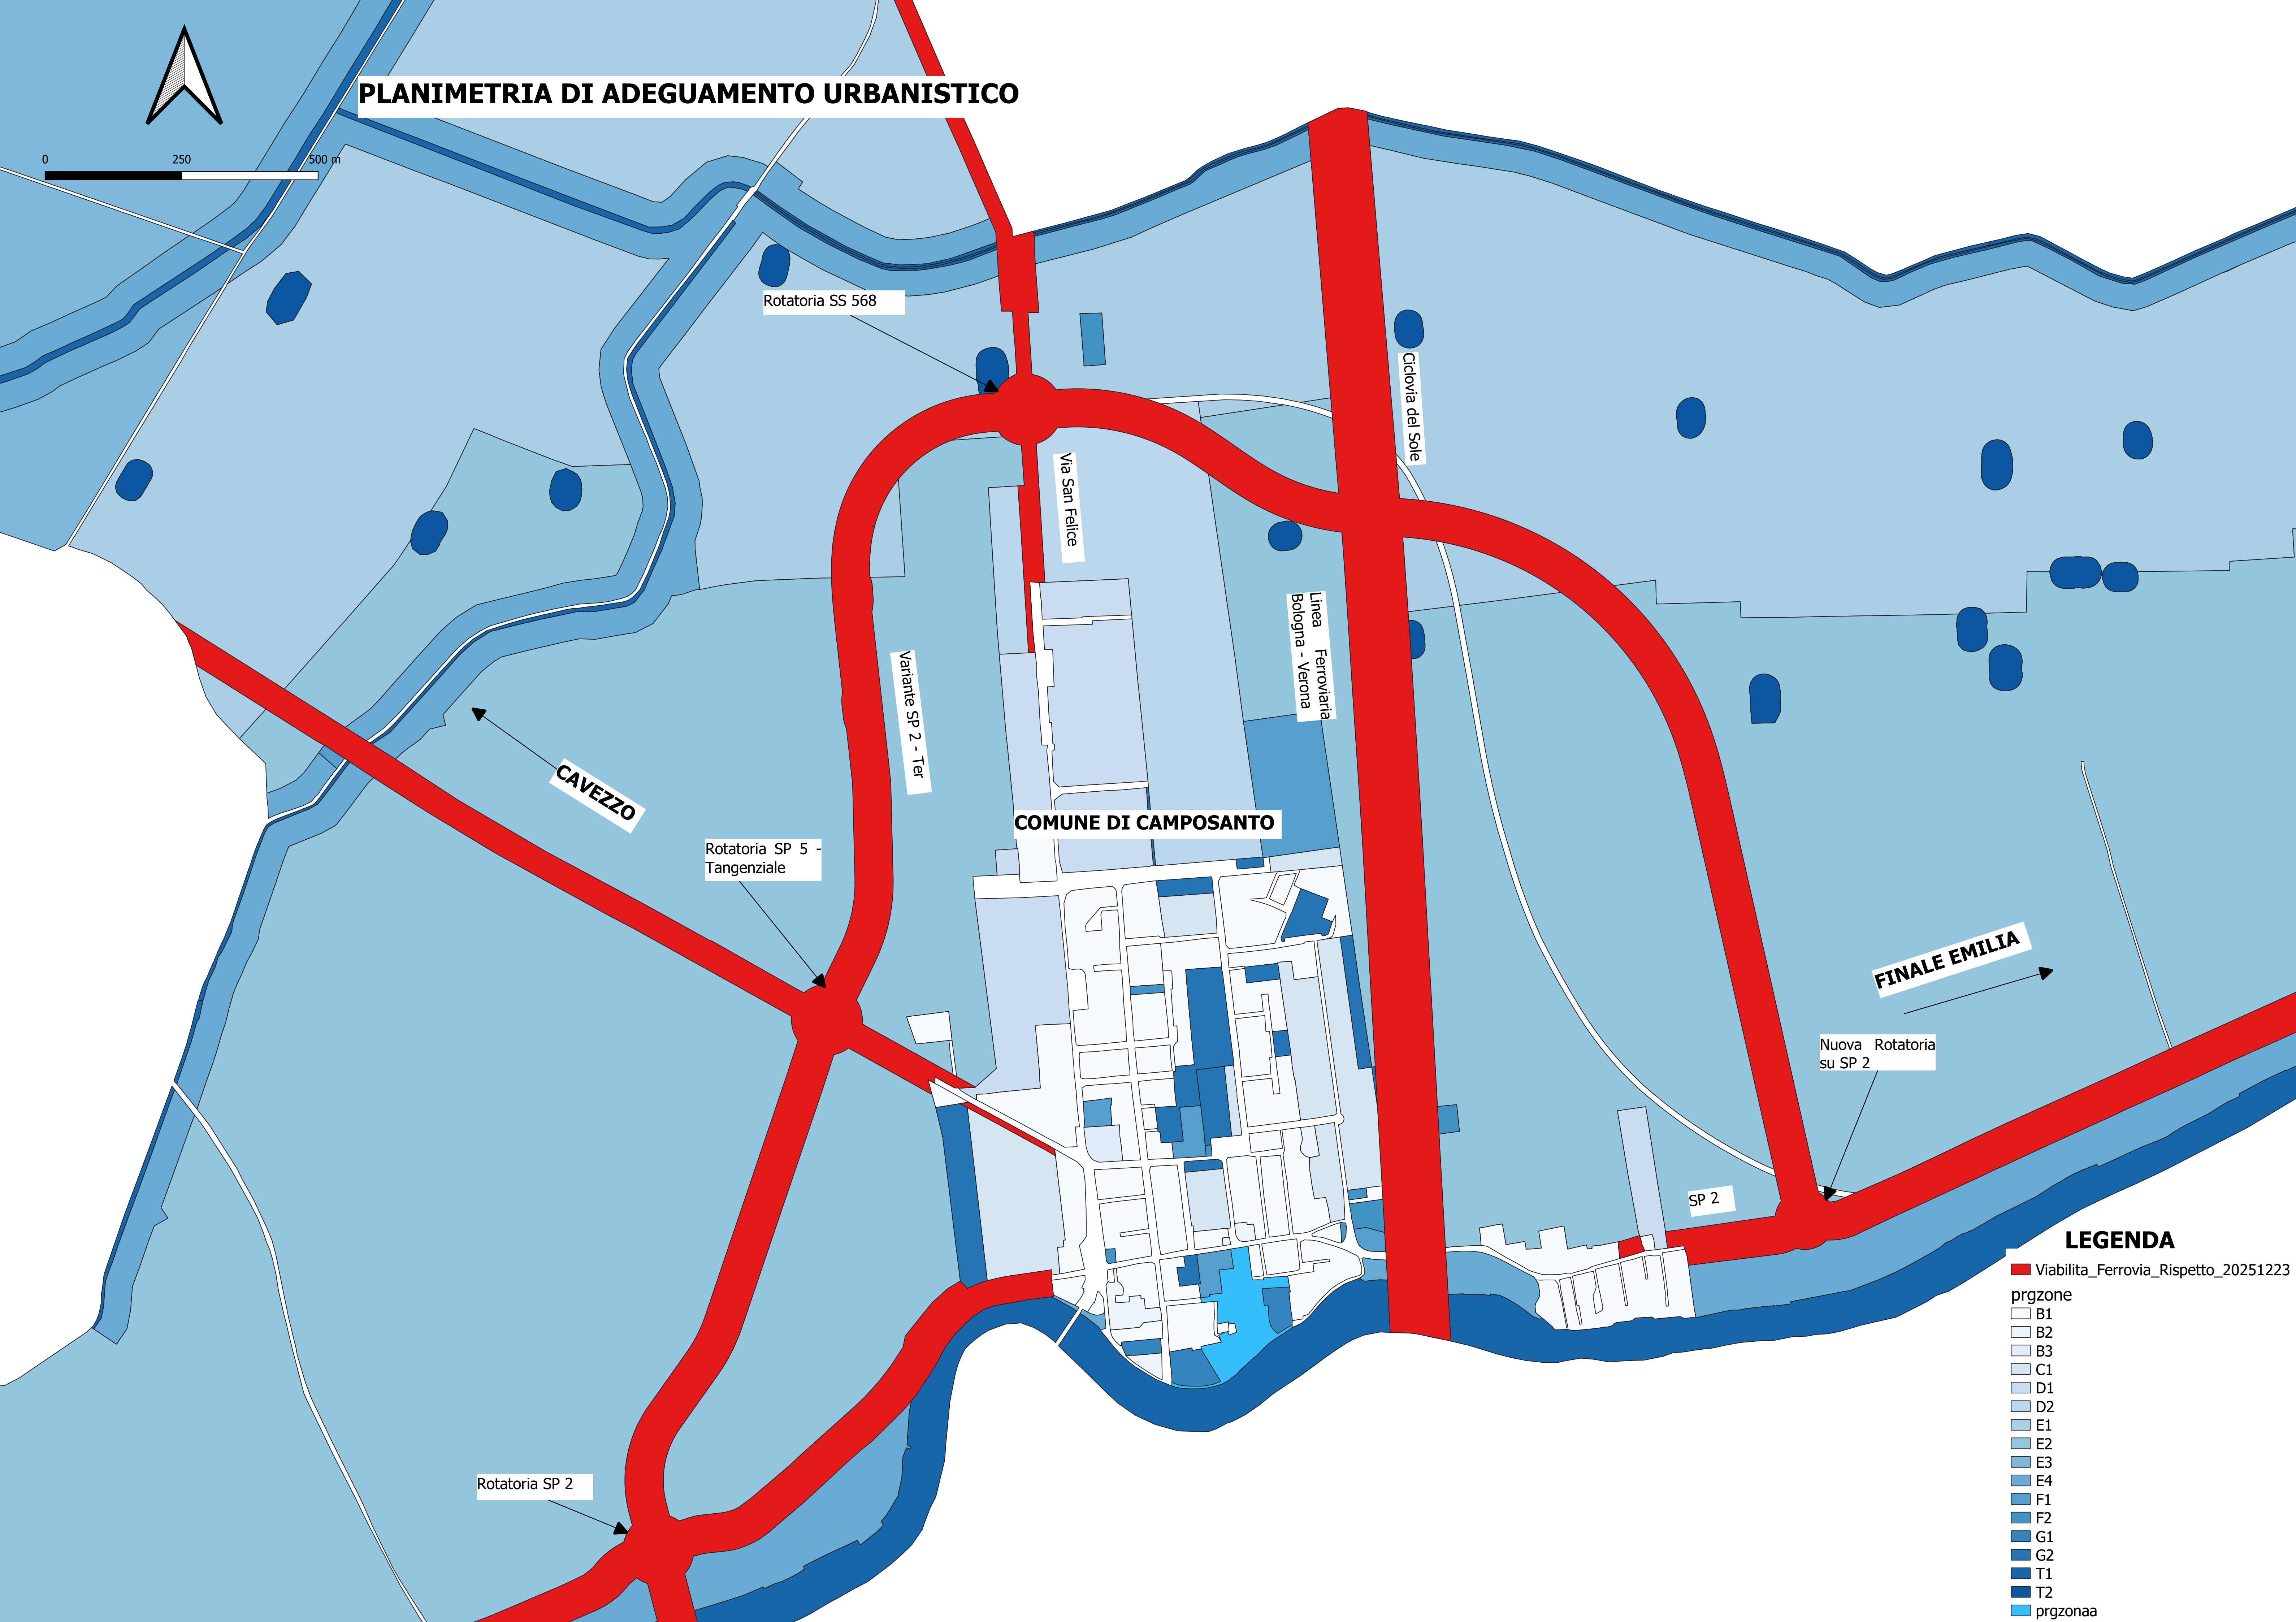 PLANIMETRIA DI ADEGUAMENTO URBANISTICO
0 250 500 m
Rotatoria SS 568
Ciclovia del Sole
Via San Felice
Linea Ferroviaria
Bologna - Verona
Variante SP 2 - Ter
CAVEZZO
COMUNE DI CAMPOSANTO
Rotatoria SP 5 -
Tangenziale
FINALE EMILIA
Nuova Rotatoria
su SP 2
SP 2
Rotatoria SP 2
LEGENDA
Viabilita_Ferrovia_Rispetto_20251223
prgzone
B1
B2
B3
C1
D1
D2
E1
E2
E3
E4
F1
F2
G1
G2
T1
T2
prgzonaa